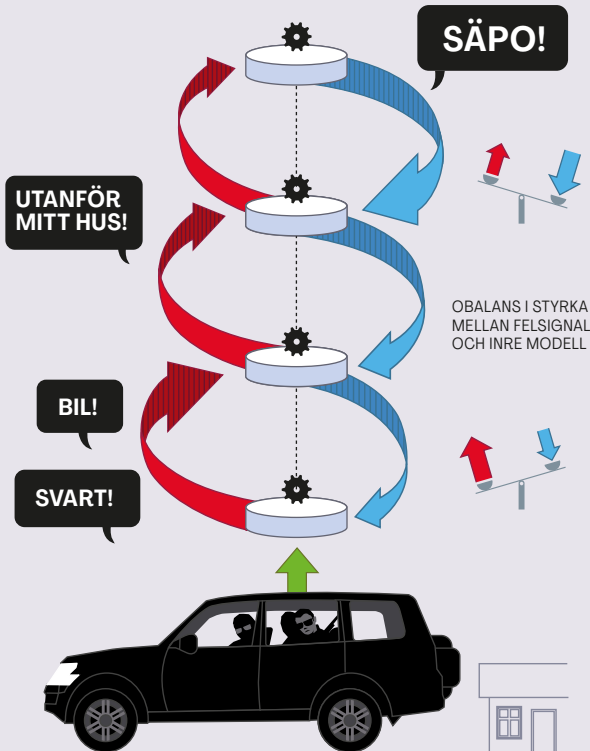 SÄPO!
UTANFÖR
MITT HUS!
OBALANS I STYRKA
MELLAN FELSIGNAL
OCH INRE MODELL
BIL!
SVART!